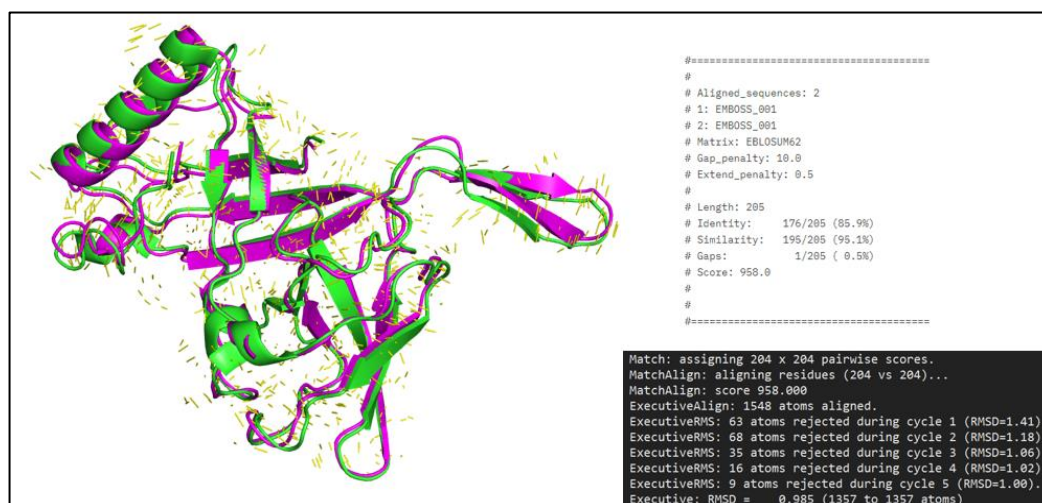 #=======================================
#
# Aligned_sequences: 2
# 1: EMBOSS_001
# 2: EMBOSS_001
# Matrix: EBLOSUM62
# Gap_penalty: 10.0
# Extend_penalty: 0.5
#
# Length: 205
# Identity: 176/205 (85.9%)
# Similarity: 195/205 (95.1%)
# Gaps: 1/205 ( 0.5%)
# Score: 958.0
#
#
#=======================================
Match: assigning 204 x 204 pairwise scores.
MatchAlign: aligning residues (204 vs 204)...
MatchAlign: score 958.000
ExecutiveAlign: 1548 atoms aligned.
ExecutiveRMS: 63 atoms rejected during cycle 1 (RMSD=1.41)
ExecutiveRMS: 68 atoms rejected during cycle 2 (RMSD=1.18)
ExecutiveRMS: 35 atoms rejected during cycle 3 (RMSD=1.06)
ExecutiveRMS: 16 atoms rejected during cycle 4 (RMSD=1.02)
ExecutiveRMS: 9 atoms rejected during cycle 5 (RMSD=1.00).
Executive: RMSD = 0.985 (1357 to 1357 atoms)